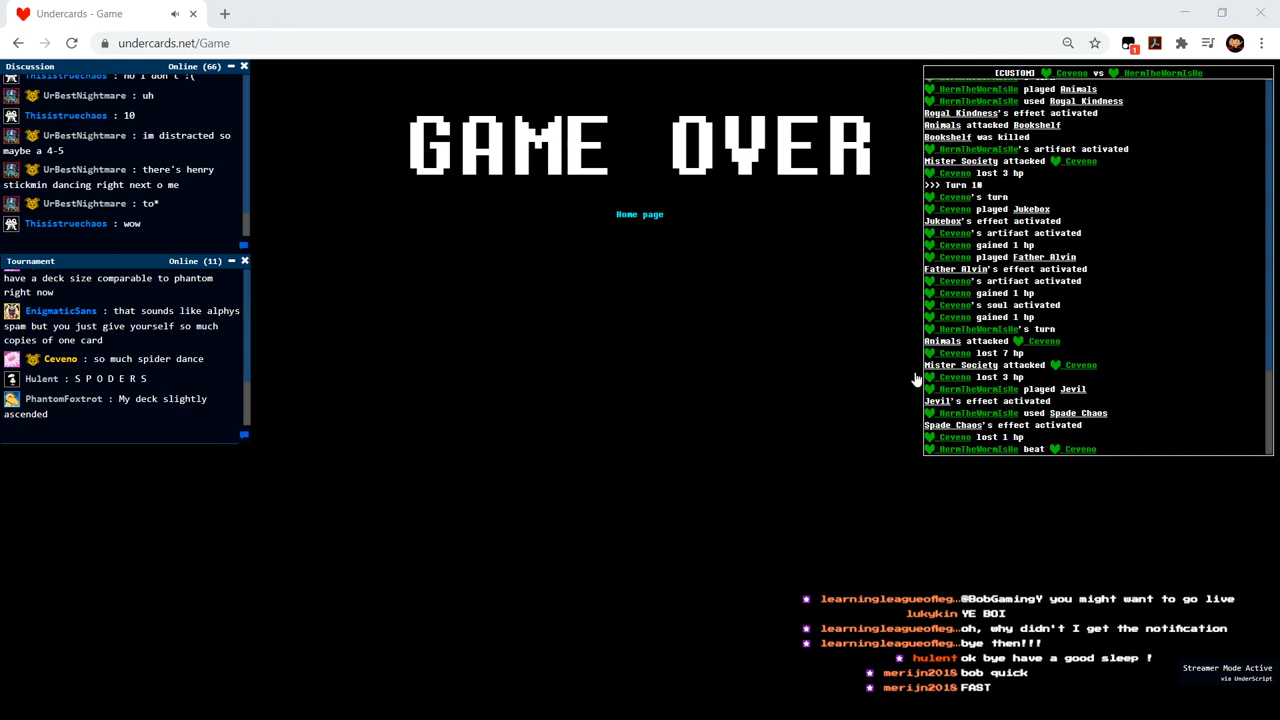 Undercards - Game
undercards.net/Game
1
Discussion Online (66)
Thisistruechaos : no i don't :(
UrBestNightmare : uh
Thisistruechaos : 10
UrBestNightmare : im distracted so
maybe a 4-5
UrBestNightmare : there's henry
stickmin dancing right next o me
UrBestNightmare : to*
Thisistruechaos : wow
Tournament Online (11)
have a deck size comparable to phantom
right now
EnigmaticSans : that sounds like alphys
spam but you just give yourself so much
copies of one card
Ceveno : so much spider dance
Hulent : S P O D E R S
PhantomFoxtrot : My deck slightly
ascended
GAME OVER
Home page
[CUSTOM] Ceveno vs HermTheWormIsHe
HermTheWormIsHe played Animals
HermTheWormIsHe used Royal Kindness
Royal Kindness's effect activated
Animals attacked Bookshelf
Bookshelf was killed
HermTheWormIsHe's artifact activated
Mister Society attacked Ceveno
Ceveno lost 3 hp
>>> Turn 10
Ceveno's turn
Ceveno played Jukebox
Jukebox's effect activated
Ceveno's artifact activated
Ceveno gained 1 hp
Ceveno played Father Alvin
Father Alvin's effect activated
Ceveno's artifact activated
Ceveno gained 1 hp
Ceveno's soul activated
Ceveno gained 1 hp
HermTheWormIsHe's turn
Animals attacked Ceveno
Ceveno lost 7 hp
Mister Society attacked Ceveno
Ceveno lost 3 hp
HermTheWormIsHe played Jevil
Jevil's effect activated
HermTheWormIsHe used Spade Chaos
Spade Chaos's effect activated
Ceveno lost 1 hp
HermTheWormIsHe beat Ceveno
learningleagueofleg… @BobGamingY you might want to go live
lukykin YE BOI
learningleagueofleg… oh, why didn't I get the notification
learningleagueofleg… bye then!!!
hulent ok bye have a good sleep !
merijn2018 bob quick
merijn2018 FAST
Streamer Mode Active
via UnderScript